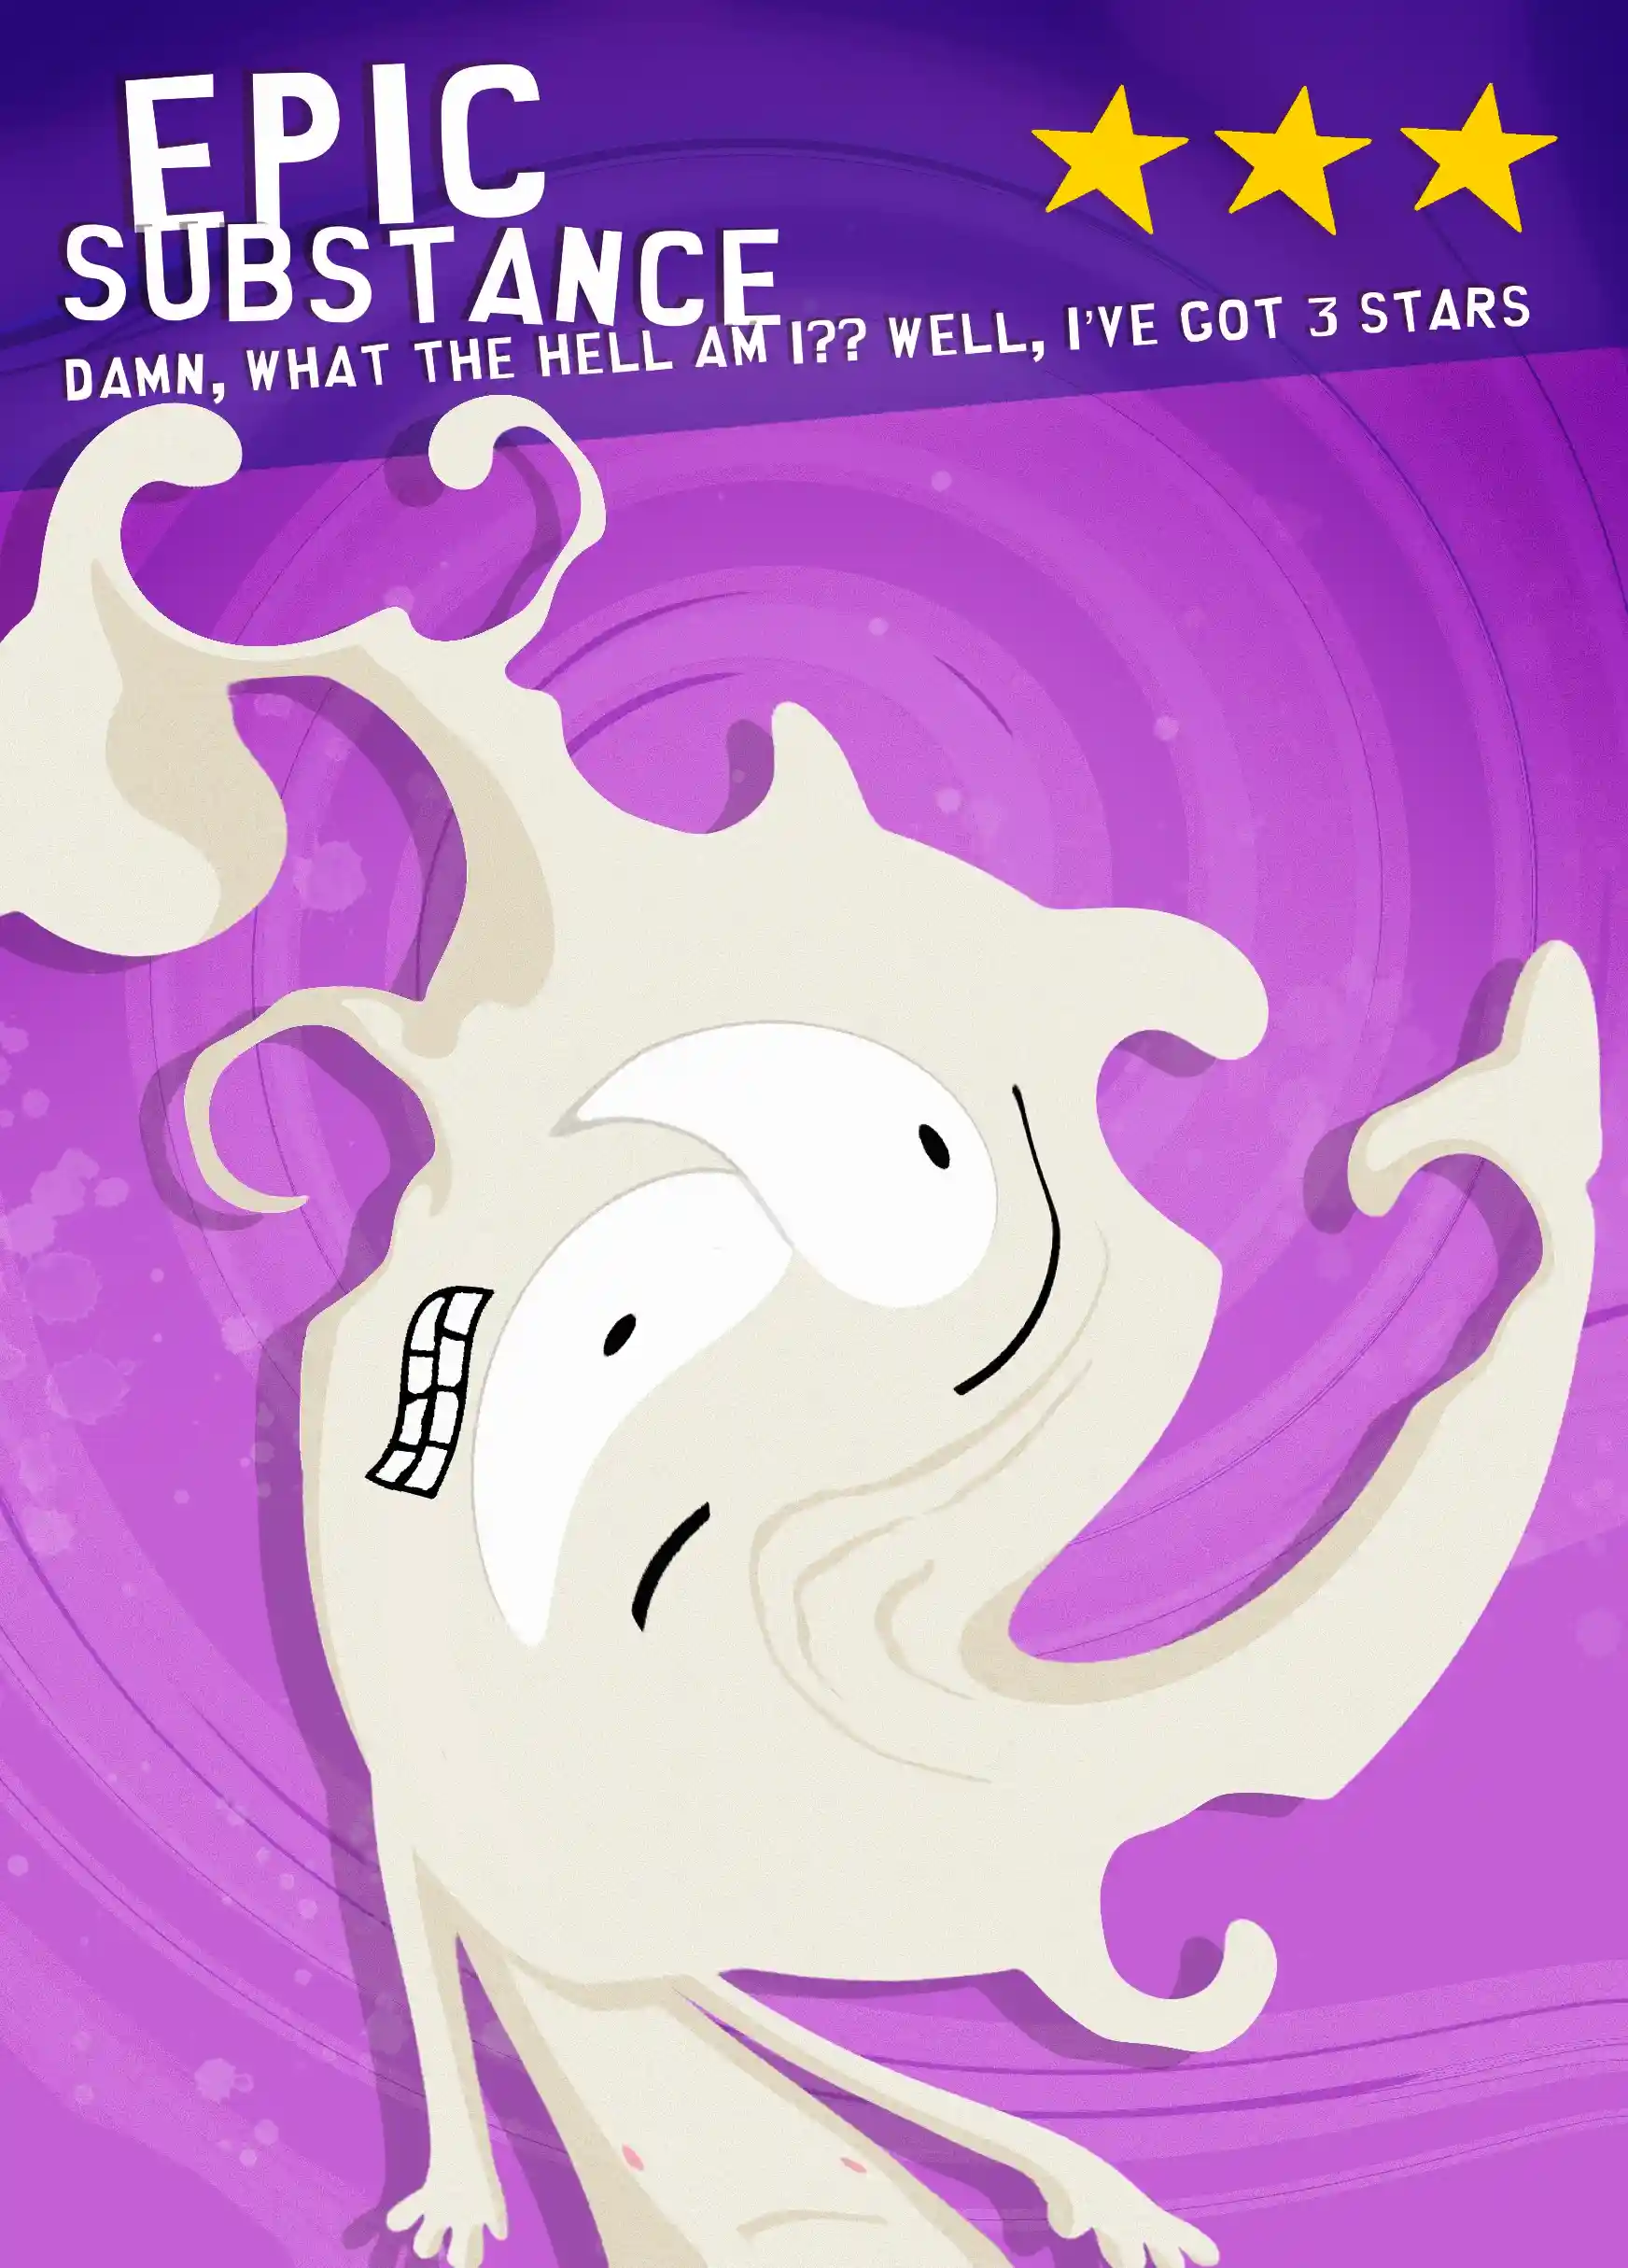 EPIC
SUBSTANCE
DAMN, WHAT THE HELL AM I?? WELL, I'VE GOT 3 STARS